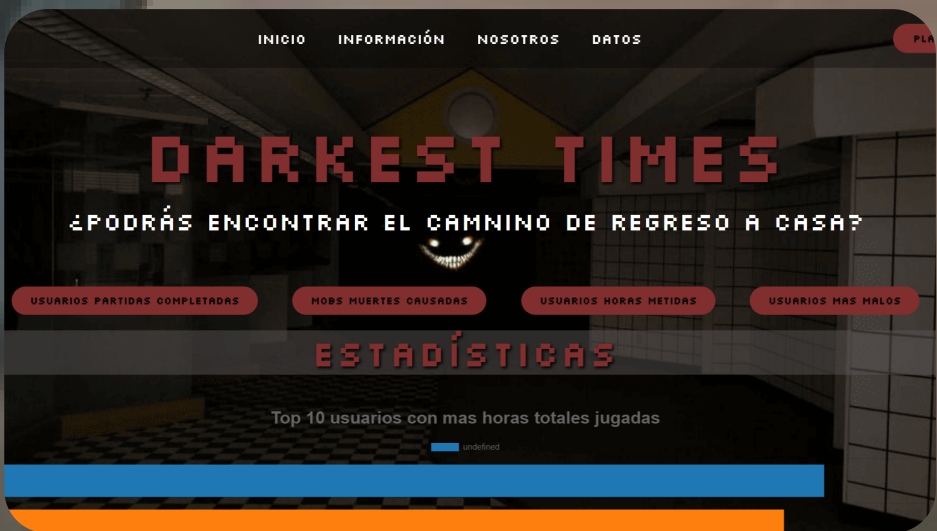 INICIO INFORMACIÓN NOSOTROS DATOS PLA
DARKEST TIMES
¿PODRÁS ENCONTRAR EL CAMNINO DE REGRESO A CASA?
USUARIOS PARTIDAS COMPLETADAS MOBS MUERTES CAUSADAS USUARIOS HORAS METIDAS USUARIOS MAS MALOS
ESTADÍSTICAS
Top 10 usuarios con mas horas totales jugadas
undefined